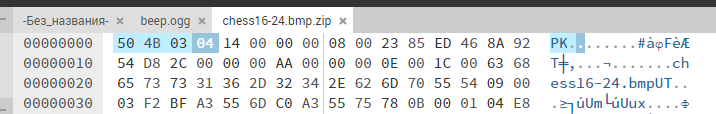 -Без_названия- × beep.ogg × chess16-24.bmp.zip ×
00000000 50 4B 03 04 14 00 00 00 08 00 23 85 ED 46 8A 92 PK........#àφFèÆ
00000010 54 D8 2C 00 00 00 AA 00 00 00 0E 00 1C 00 63 68 T╪,...¬.......ch
00000020 65 73 73 31 36 2D 32 34 2E 62 6D 70 55 54 09 00 ess16-24.bmpUT..
00000030 03 F2 BF A3 55 6D C0 A3 55 75 78 0B 00 01 04 E8 .≥┐úUm└úUux....Φ